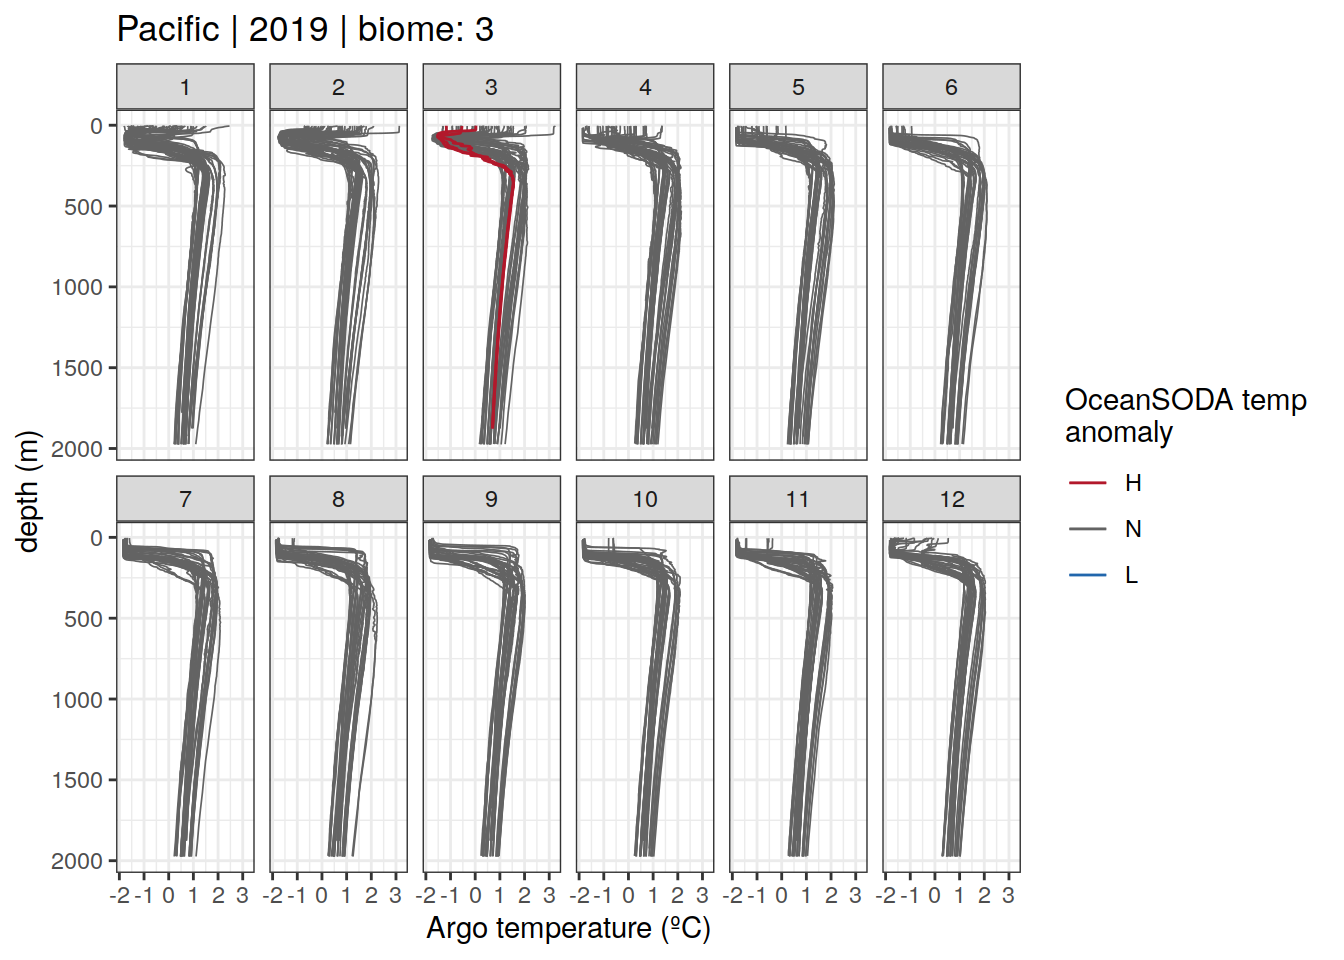 Pacific | 2019 | biome: 3
1 2 3 4 5 6
0
500
1000
1500
2000
7 8 9 10 11 12
0
500
1000
1500
2000
-2 -1 0 1 2 3 -2 -1 0 1 2 3 -2 -1 0 1 2 3 -2 -1 0 1 2 3 -2 -1 0 1 2 3 -2 -1 0 1 2 3
Argo temperature (ºC)
depth (m)
OceanSODA temp
anomaly
H
N
L